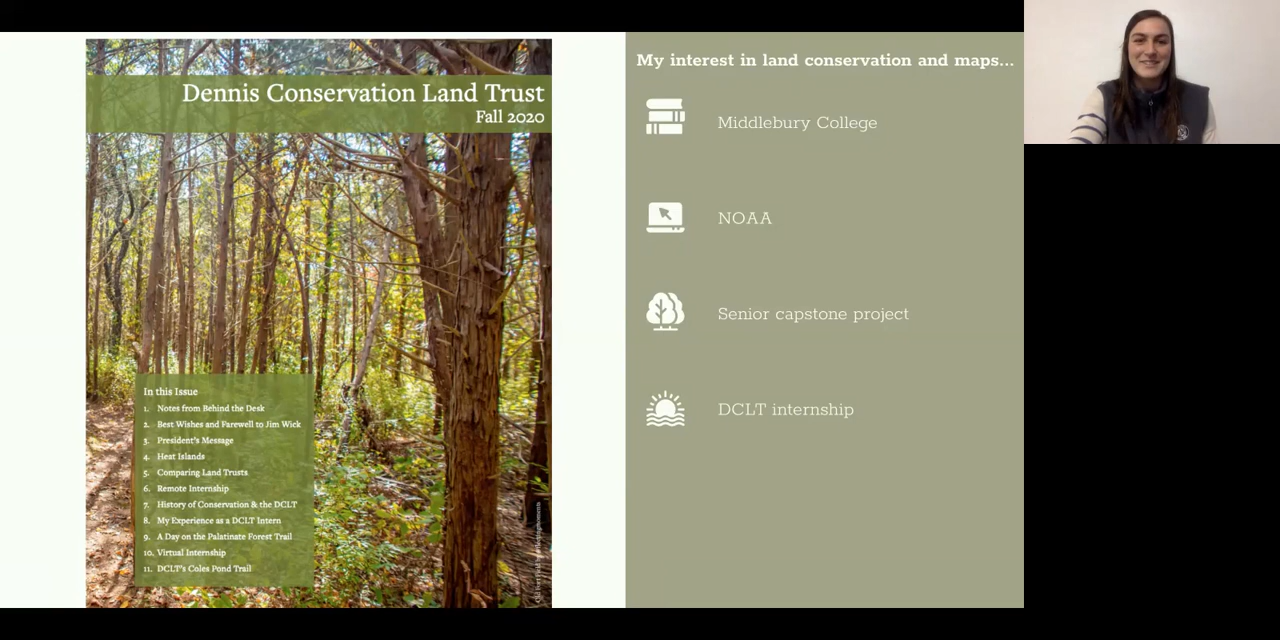 Dennis Conservation Land Trust
Fall 2020
In this Issue
1. Notes from Behind the Desk
2. Best Wishes and Farewell to Jim Wick
3. President's Message
4. Heat Islands
5. Comparing Land Trusts
6. Remote Internship
7. History of Conservation & the DCLT
8. My Experience as a DCLT Intern
9. A Day on the Palatinate Forest Trail
10. Virtual Internship
11. DCLT's Coles Pond Trail
My interest in land conservation and maps...
Middlebury College
NOAA
Senior capstone project
DCLT internship